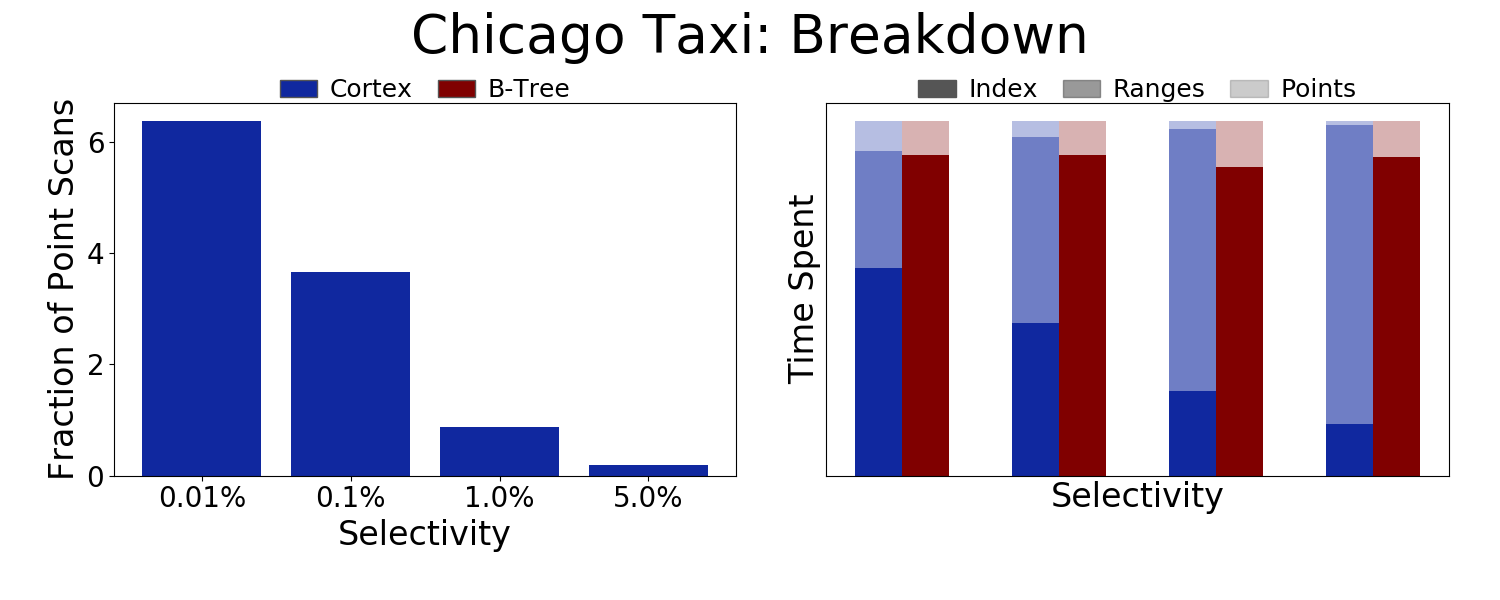 Chicago Taxi: Breakdown
Cortex B-Tree
Fraction of Point Scans
6
4
2
0
0.01% 0.1% 1.0% 5.0%
Selectivity
Index Ranges Points
Time Spent
Selectivity